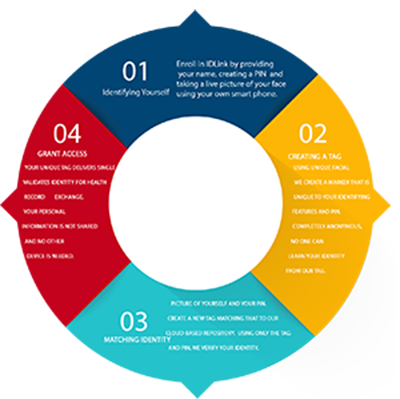 01
Identifying Yourself
Enroll in IDLink by providing
your name, creating a PIN and
taking a live picture of your face
using your own smart phone.
02
CREATING A TAG
USING UNIQUE FACIAL
WE CREATE A MARKER THAT IS
UNIQUE TO YOUR IDENTIFYING
FEATURES AND PIN.
COMPLETELY ANONYMOUS,
NO ONE CAN
LEARN YOUR IDENTITY
FROM OUR TAG.
03
MATCHING IDENTITY
PICTURE OF YOURSELF AND YOUR PIN.
CREATE A NEW TAG MATCHING THAT TO OUR
CLOUD-BASED REPOSITORY. USING ONLY THE TAG
AND PIN, WE VERIFY YOUR IDENTITY.
04
GRANT ACCESS
YOUR UNIQUE TAG DELIVERS SINGLE
VALIDATES IDENTITY FOR HEALTH
RECORD EXCHANGE.
YOUR PERSONAL
INFORMATION IS NOT SHARED
AND NO OTHER
DEVICE IS NEEDED.